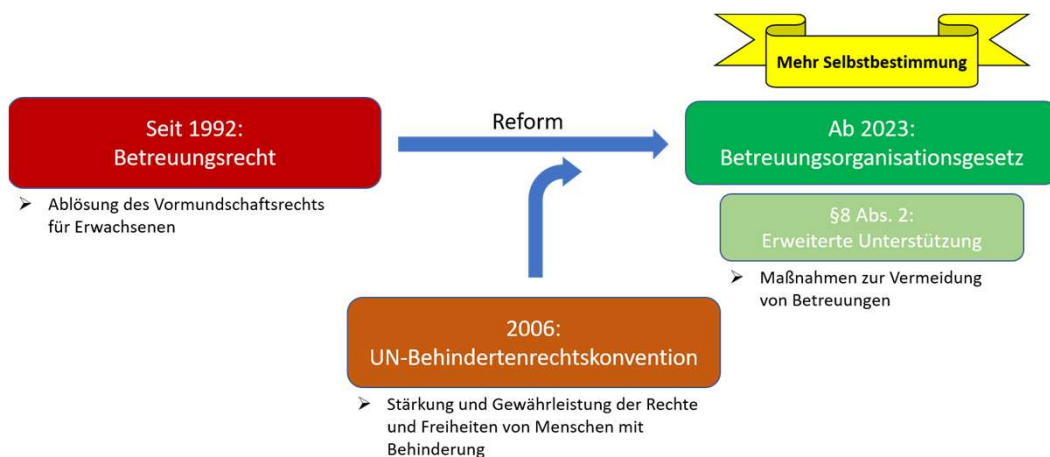 Mehr Selbstbestimmung
Seit 1992:
Betreuungsrecht
Reform
Ab 2023:
Betreuungsorganisationsgesetz
➢ Ablösung des Vormundschaftsrechts
für Erwachsenen
§8 Abs. 2:
Erweiterte Unterstützung
➢ Maßnahmen zur Vermeidung
von Betreuungen
2006:
UN-Behindertenrechtskonvention
➢ Stärkung und Gewährleistung der Rechte
und Freiheiten von Menschen mit
Behinderung